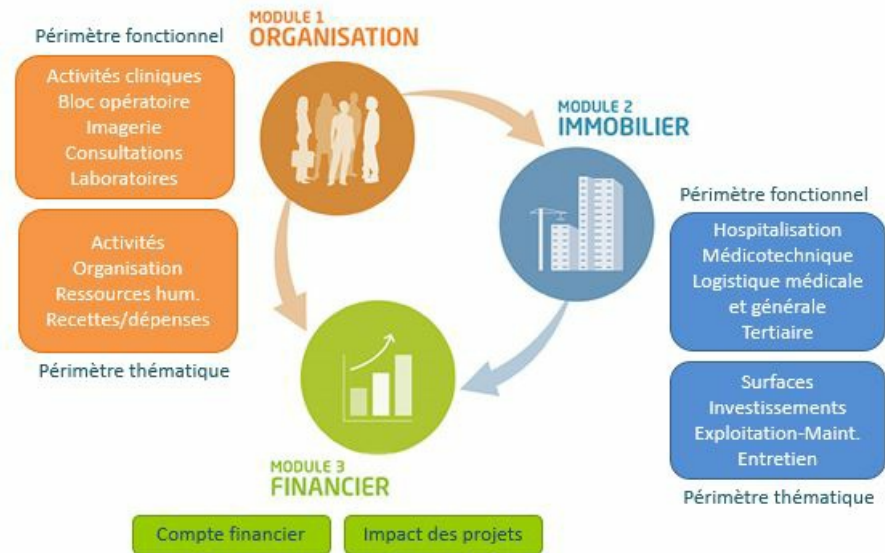 MODULE 1
ORGANISATION
Périmètre fonctionnel
Activités cliniques
Bloc opératoire
Imagerie
Consultations
Laboratoires
Activités
Organisation
Ressources hum.
Recettes/dépenses
Périmètre thématique
MODULE 2
IMMOBILIER
Périmètre fonctionnel
Hospitalisation
Médicotechnique
Logistique médicale
et générale
Tertiaire
Surfaces
Investissements
Exploitation-Maint.
Entretien
Périmètre thématique
MODULE 3
FINANCIER
Compte financier
Impact des projets